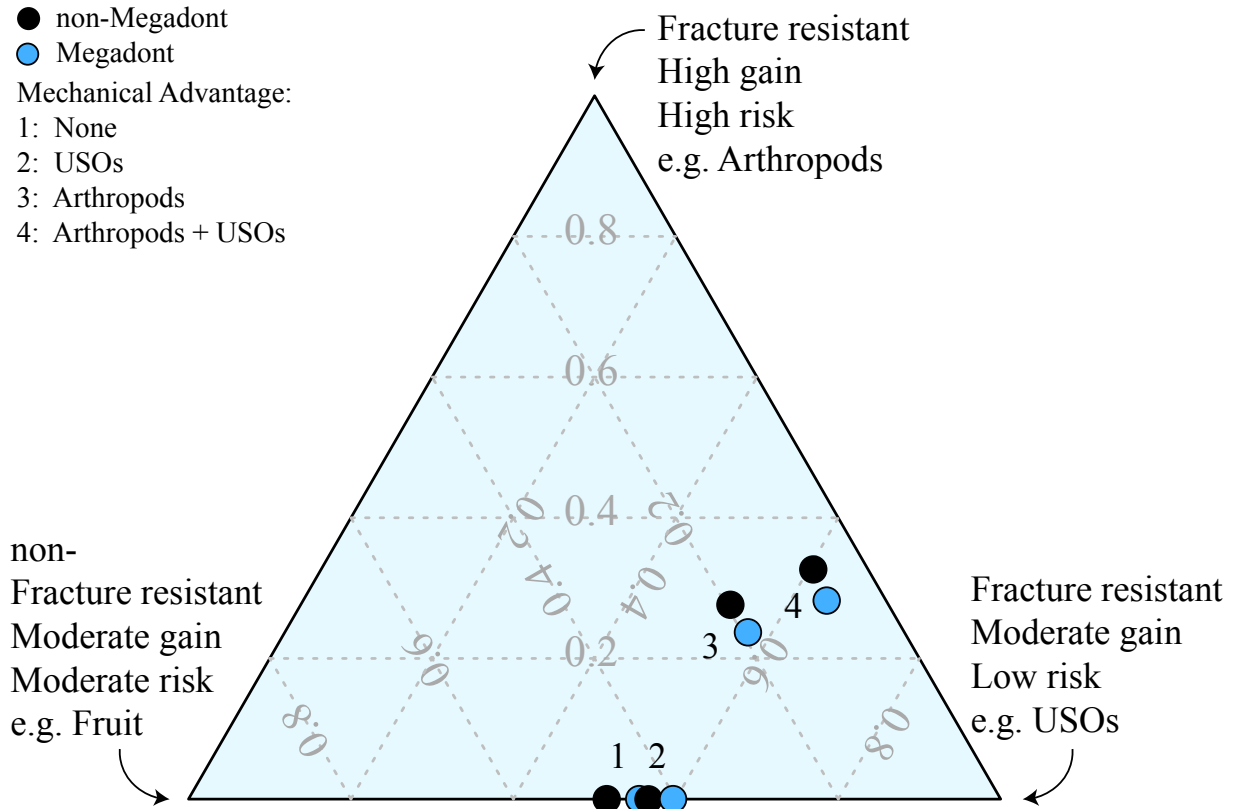 non-Megadont
Megadont
Mechanical Advantage:
1: None
2: USOs
3: Arthropods
4: Arthropods + USOs
Fracture resistant
High gain
High risk
e.g. Arthropods
0.8
0.6
0.2
0.4
0.2
0.4
0.4
non-
Fracture resistant
Moderate gain
Moderate risk
e.g. Fruit
4
3
0.6
0.2
0.6
Fracture resistant
Moderate gain
Low risk
e.g. USOs
0.8
1
2
0.8